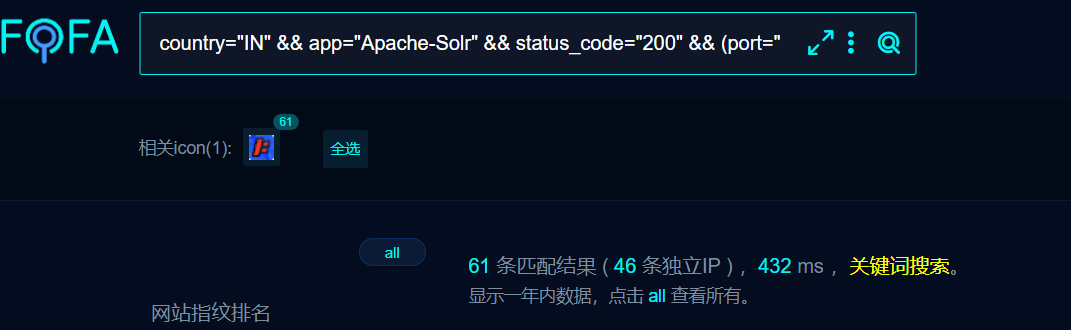 FOFA
country="IN" && app="Apache-Solr" && status_code="200" && (port="
61
相关icon(1):
全选
all
61 条匹配结果 ( 46 条独立IP ) ， 432 ms ， 关键词搜索。
显示一年内数据，点击 all 查看所有。
网站指纹排名